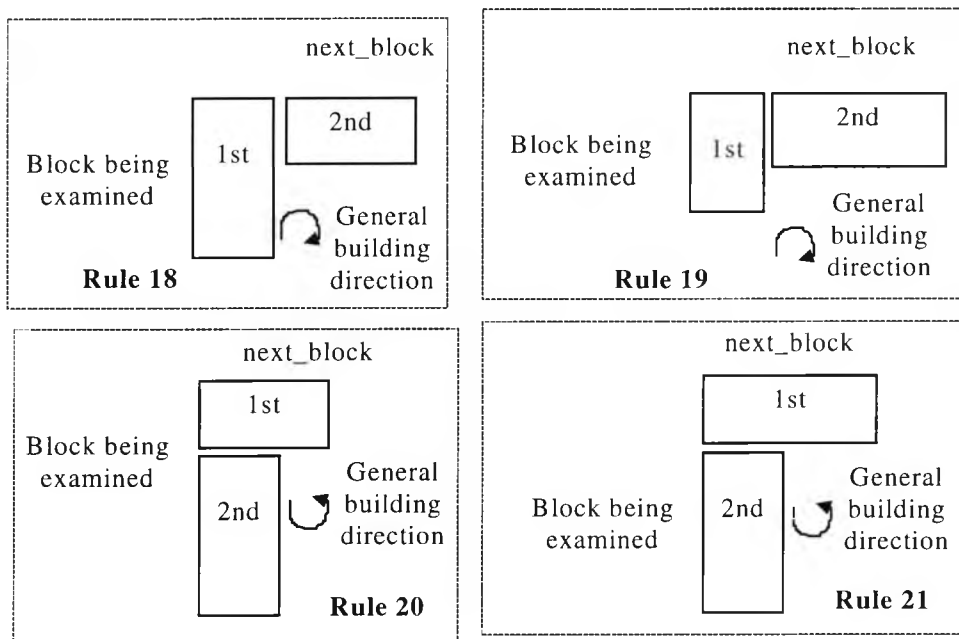 next_block
1st
2nd
Block being
examined
General
building
direction
Rule 18
next_block
1st
2nd
Block being
examined
General
building
direction
Rule 19
next_block
1st
Block being
examined
2nd
General
building
direction
Rule 20
next_block
1st
2nd
Block being
examined
General
building
direction
Rule 21